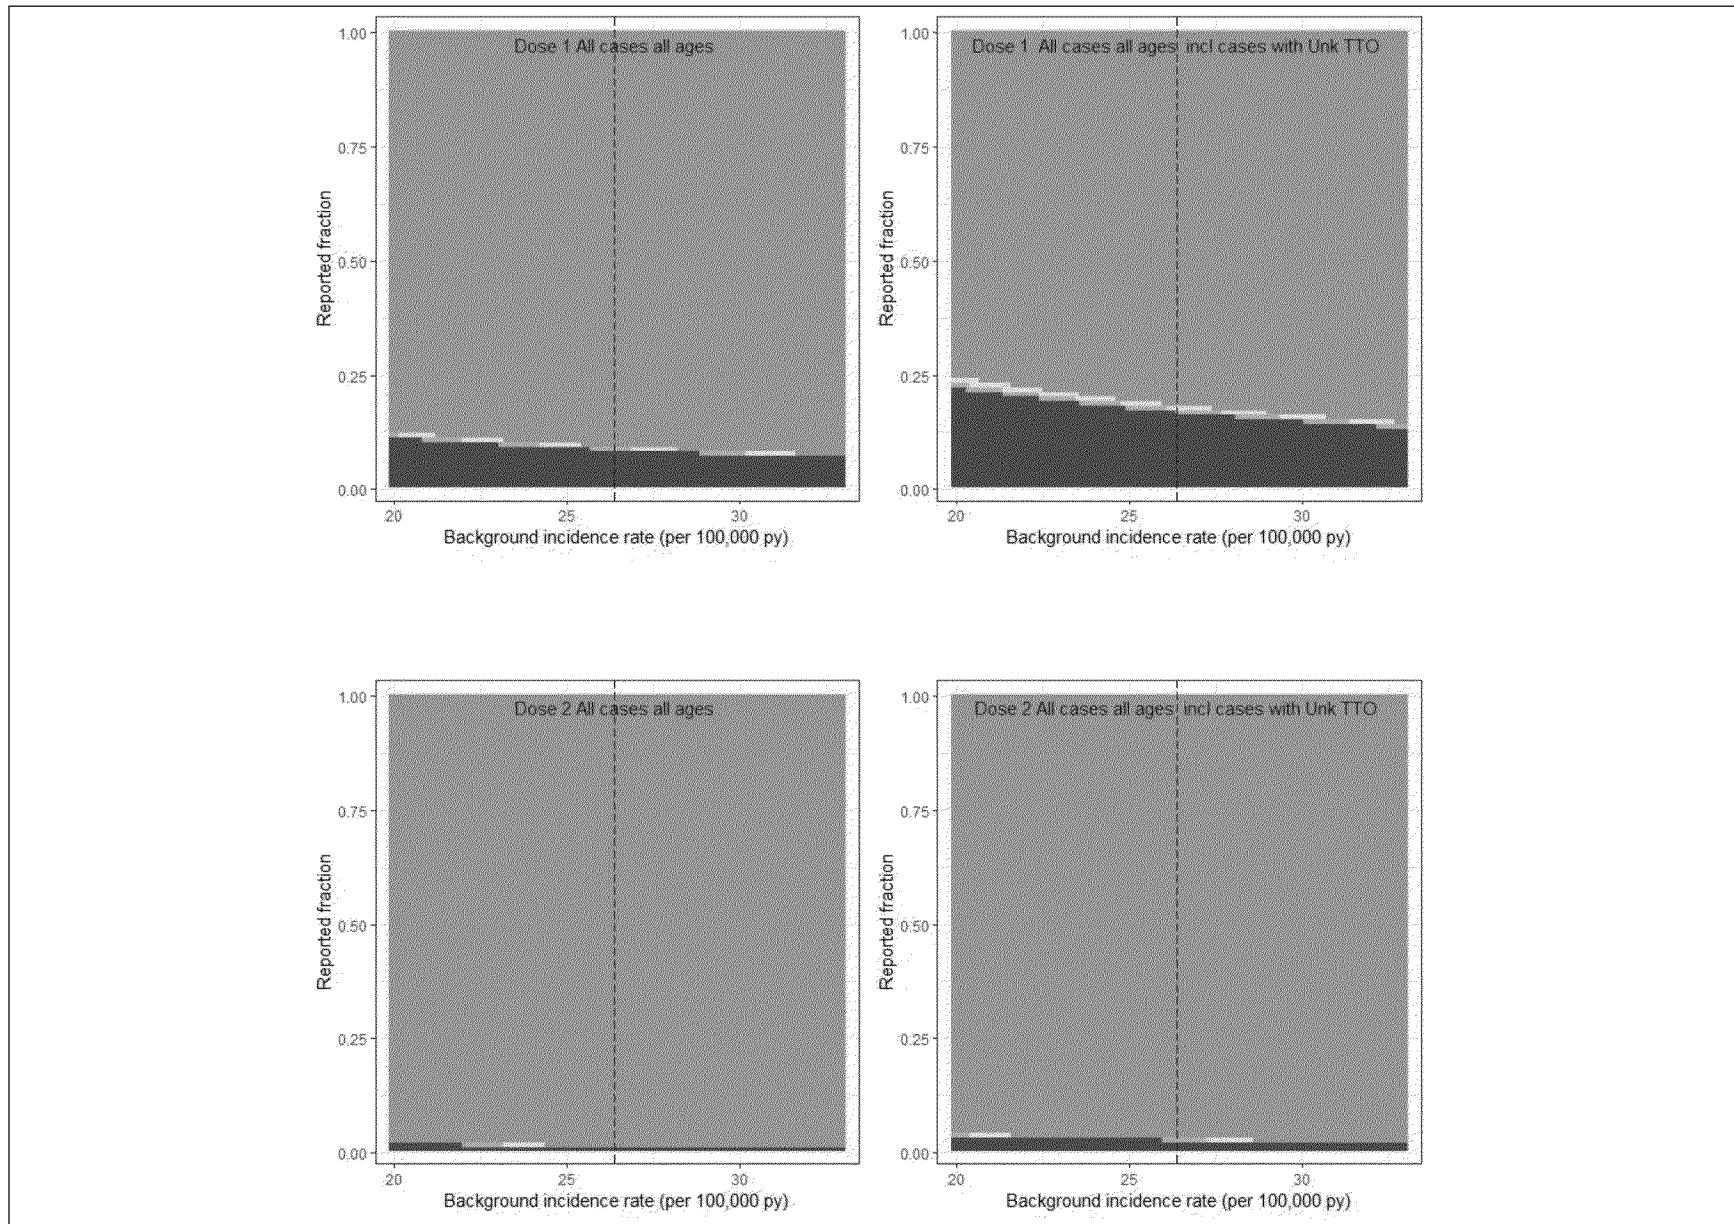 Dose 1 All cases all ages
1.00
0.75
0.50
0.25
0.00
Reported fraction
20 25 30
Background incidence rate (per 100,000 py)
Dose 1 All cases all ages incl cases with Unk TTO
1.00
0.75
0.50
0.25
0.00
Reported fraction
20 25 30
Background incidence rate (per 100,000 py)
Dose 2 All cases all ages
1.00
0.75
0.50
0.25
0.00
Reported fraction
20 25 30
Background incidence rate (per 100,000 py)
Dose 2 All cases all ages incl cases with Unk TTO
1.00
0.75
0.50
0.25
0.00
Reported fraction
20 25 30
Background incidence rate (per 100,000 py)